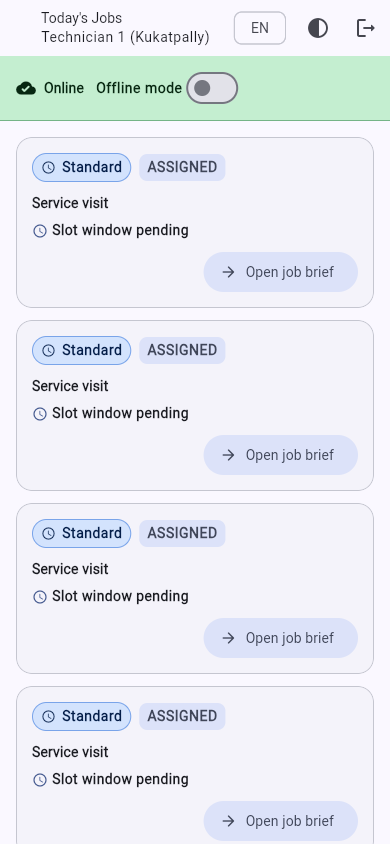 Today's Jobs
Technician 1 (Kukatpally)
EN
Online Offline mode
Standard ASSIGNED
Service visit
Slot window pending
Open job brief
Standard ASSIGNED
Service visit
Slot window pending
Open job brief
Standard ASSIGNED
Service visit
Slot window pending
Open job brief
Standard ASSIGNED
Service visit
Slot window pending
Open job brief